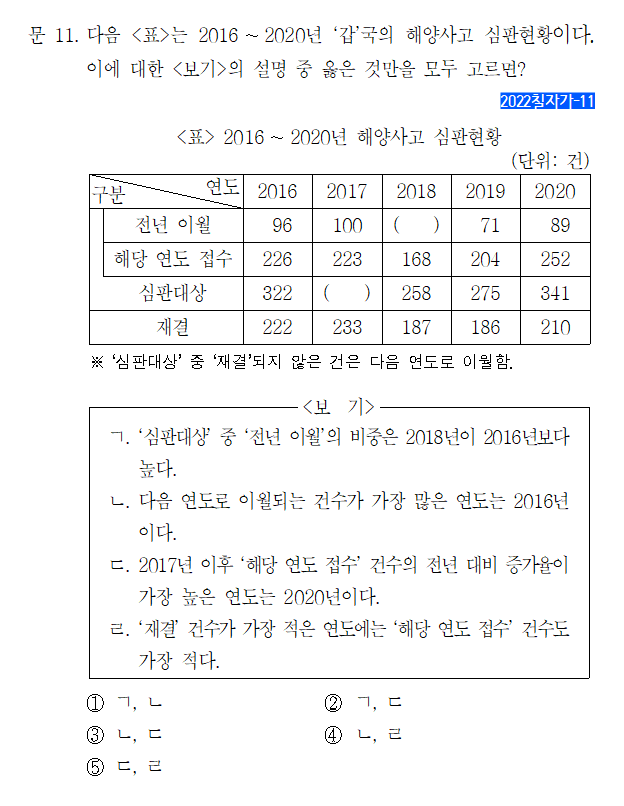 문 11. 다음 <표>는 2016 ~ 2020년 ‘갑’국의 해양사고 심판현황이다.
이에 대한 <보기>의 설명 중 옳은 것만을 모두 고르면?
2022칠자가-11
<표> 2016 ~ 2020년 해양사고 심판현황
(단위: 건)
구분 연도 2016 2017 2018 2019 2020
전년 이월 96 100 ( ) 71 89
해당 연도 접수 226 223 168 204 252
심판대상 322 ( ) 258 275 341
재결 222 233 187 186 210
※ ‘심판대상’ 중 ‘재결’되지 않은 건은 다음 연도로 이월함.
<보 기>
ㄱ. ‘심판대상’ 중 ‘전년 이월’의 비중은 2018년이 2016년보다
높다.
ㄴ. 다음 연도로 이월되는 건수가 가장 많은 연도는 2016년
이다.
ㄷ. 2017년 이후 ‘해당 연도 접수’ 건수의 전년 대비 증가율이
가장 높은 연도는 2020년이다.
ㄹ. ‘재결’ 건수가 가장 적은 연도에는 ‘해당 연도 접수’ 건수도
가장 적다.
① ㄱ, ㄴ ② ㄱ, ㄷ
③ ㄴ, ㄷ ④ ㄴ, ㄹ
⑤ ㄷ, ㄹ